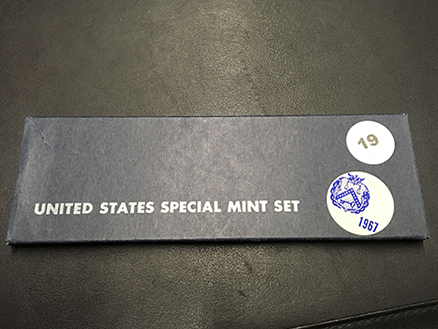 19
UNITED STATES SPECIAL MINT SET
1967